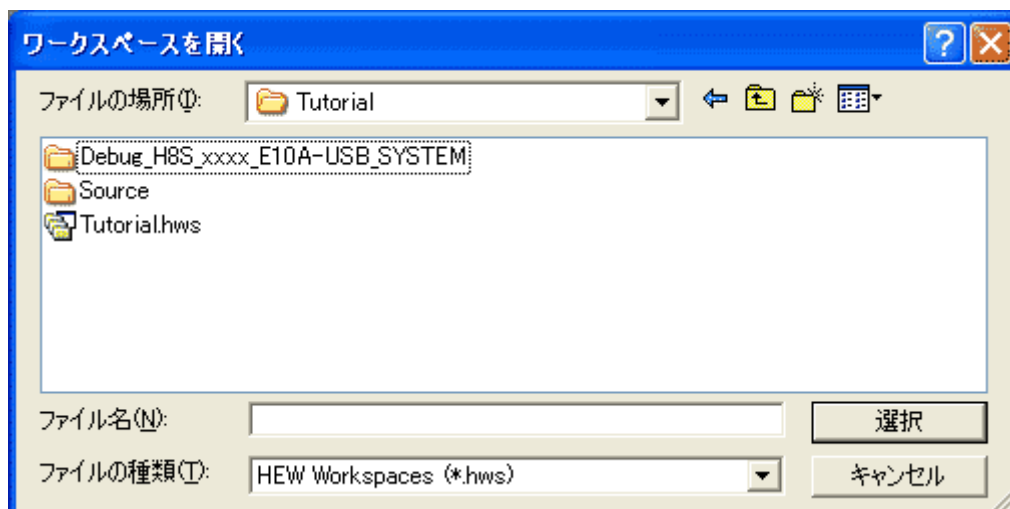 ワークスペースを開く
ファイルの場所(I): Tutorial
Debug_H8S_xxxx_E10A-USB_SYSTEM
Source
Tutorial.hws
ファイル名(N): 選択
ファイルの種類(T): HEW Workspaces (*.hws) キャンセル